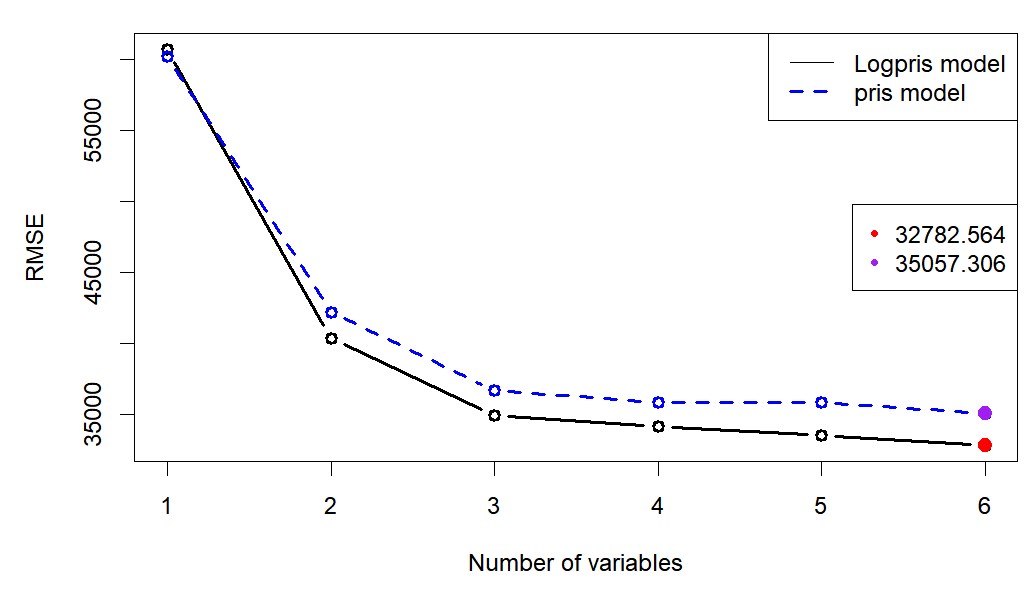 Logpris model
pris model
32782.564
35057.306
RMSE
55000
45000
35000
1 2 3 4 5 6
Number of variables